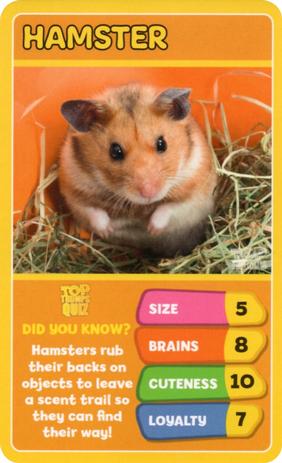 HAMSTER
TOP
TRUMPS
QUIZ
DID YOU KNOW?
Hamsters rub
their backs on
objects to leave
a scent trail so
they can find
their way!
SIZE 5
BRAINS 8
CUTENESS 10
LOYALTY 7